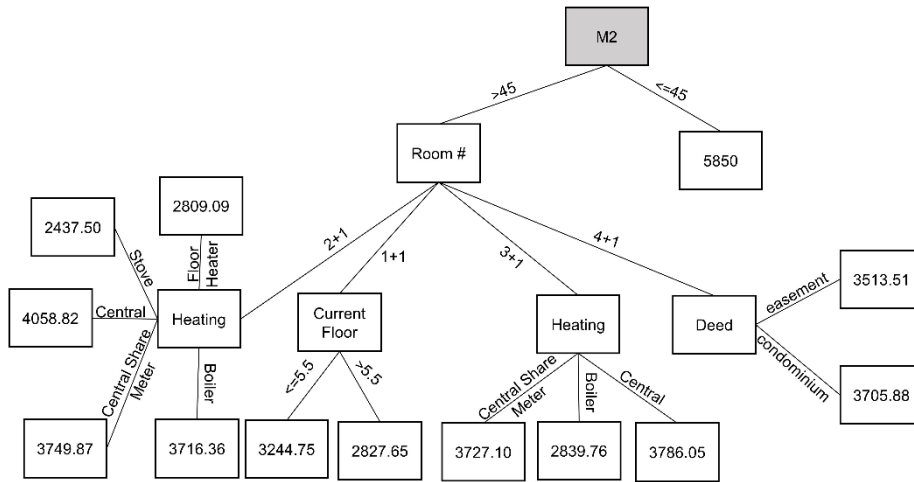 M2
>45
<=45
Room #
5850
2+1
1+1
3+1
4+1
2809.09
2437.50
Stove
Floor
Heater
4058.82
Central
Heating
Central Share
Meter
Boiler
3749.87
3716.36
Current
Floor
<=5.5
>5.5
3244.75
2827.65
Heating
Central Share
Meter
Boiler
Central
3727.10
2839.76
3786.05
Deed
easement
condominium
3513.51
3705.88